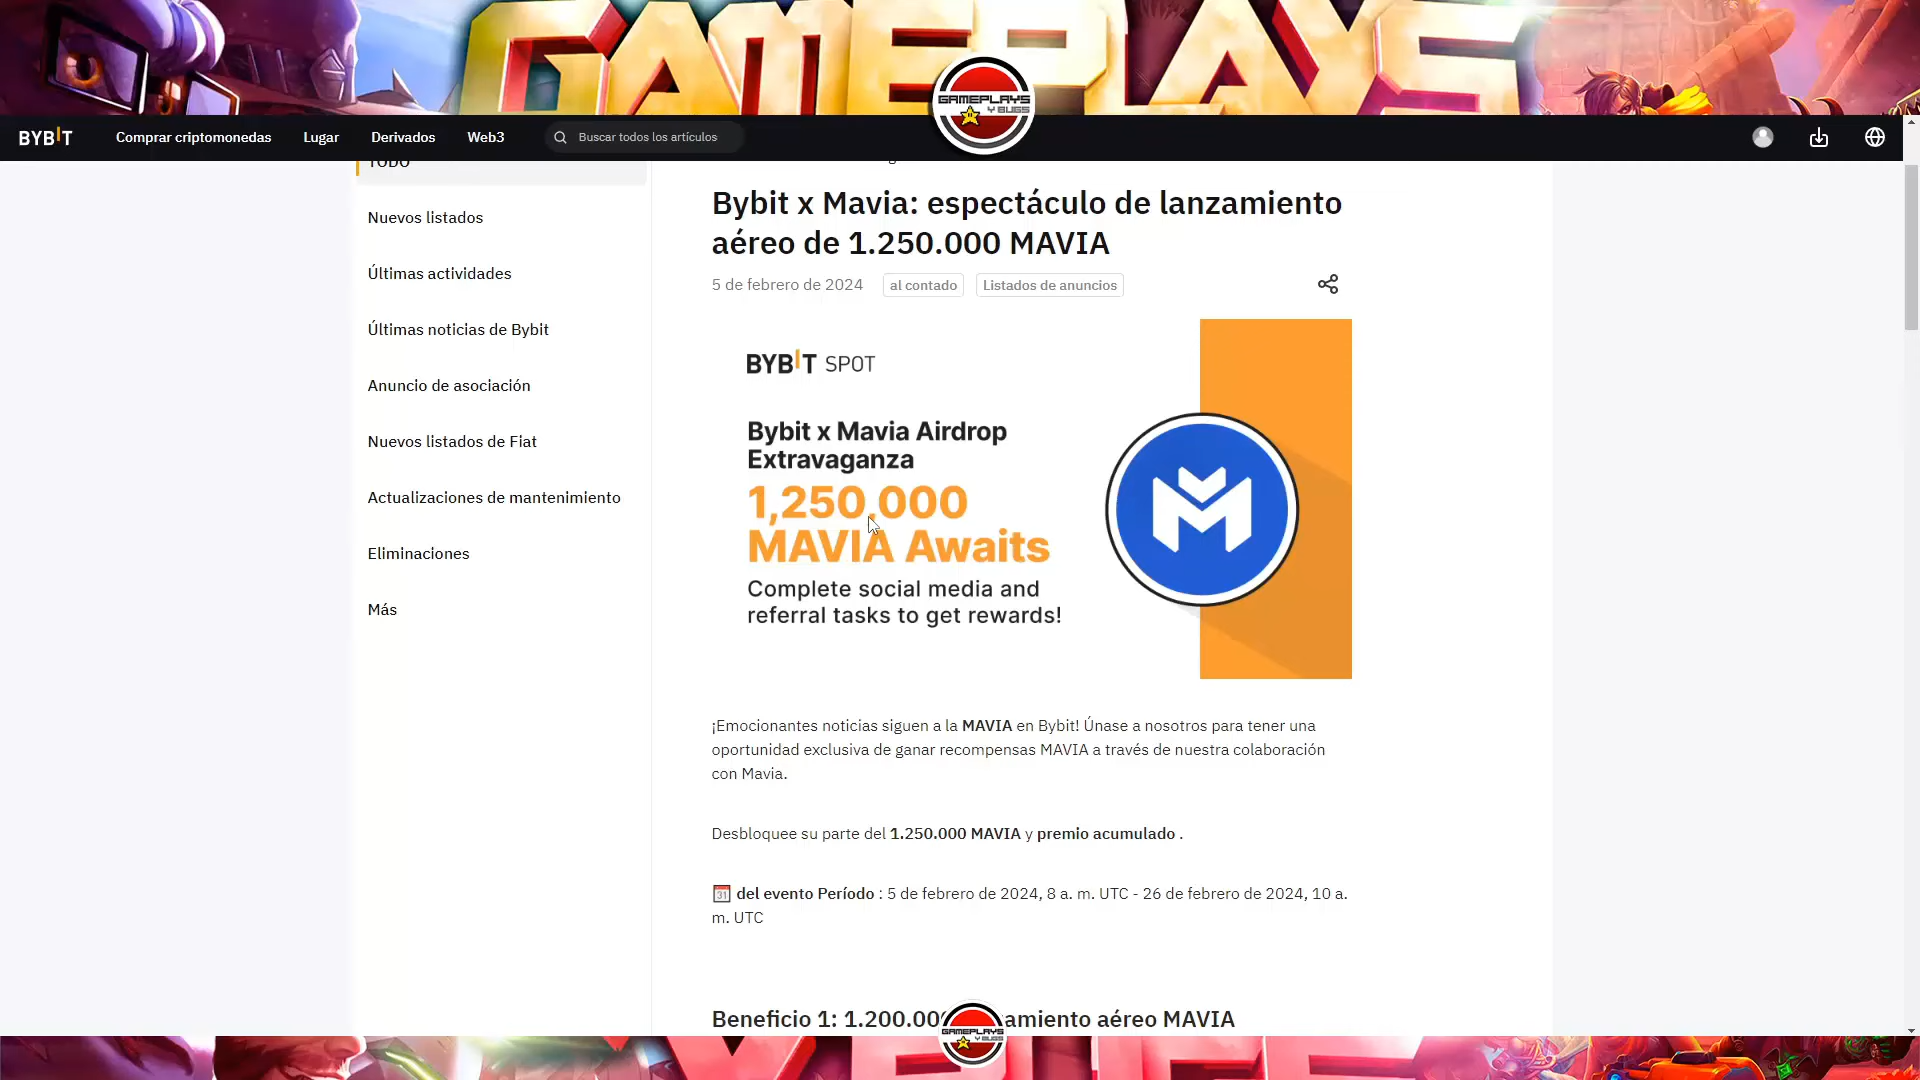 GAMEPLAYS
GAMEPLAYS
Y BUGS
BYBIT
Comprar criptomonedas
Lugar
Derivados
Web3
Buscar todos los artículos
TODO
Nuevos listados
Últimas actividades
Últimas noticias de Bybit
Anuncio de asociación
Nuevos listados de Fiat
Actualizaciones de mantenimiento
Eliminaciones
Más
Bybit x Mavia: espectáculo de lanzamiento
aéreo de 1.250.000 MAVIA
5 de febrero de 2024
al contado
Listados de anuncios
BYBIT SPOT
Bybit x Mavia Airdrop
Extravaganza
1,250,000
MAVIA Awaits
Complete social media and
referral tasks to get rewards!
¡Emocionantes noticias siguen a la MAVIA en Bybit! Únase a nosotros para tener una
oportunidad exclusiva de ganar recompensas MAVIA a través de nuestra colaboración
con Mavia.
Desbloquee su parte del 1.250.000 MAVIA y premio acumulado .
31 del evento Período : 5 de febrero de 2024, 8 a. m. UTC - 26 de febrero de 2024, 10 a.
m. UTC
Beneficio 1: 1.200.00 amiento aéreo MAVIA
GAMEPLAYS
Y BUGS